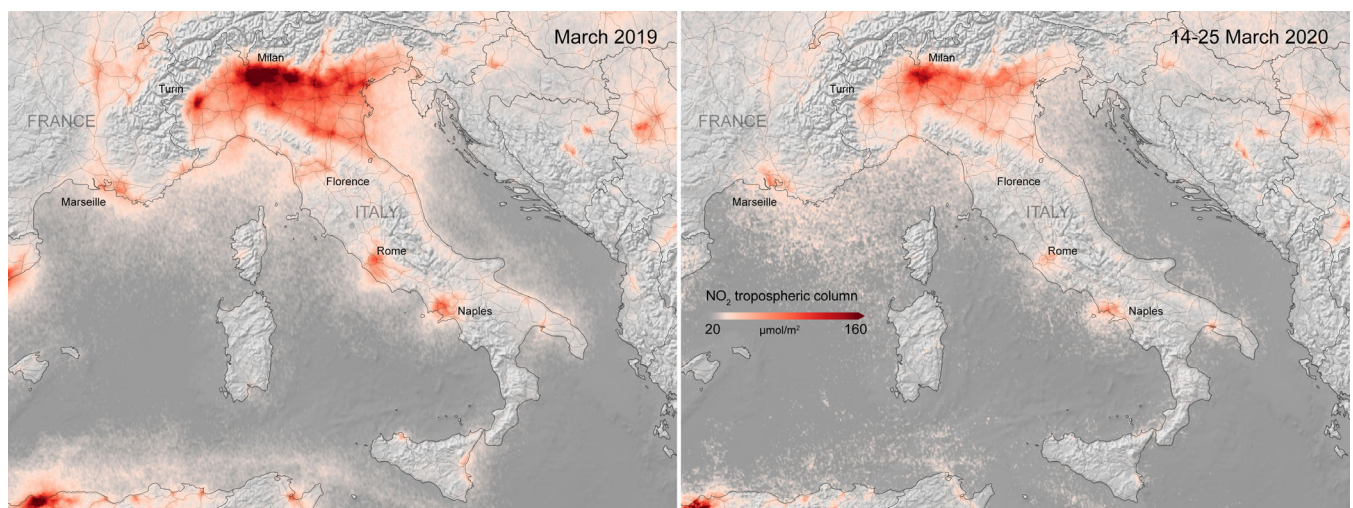 March 2019
Milan
Turin
FRANCE
Florence
Marseille
ITALY
Rome
Naples
14-25 March 2020
Milan
Turin
FRANCE
Florence
Marseille
ITALY
Rome
NO₂ tropospheric column
20 µmol/m² 160
Naples